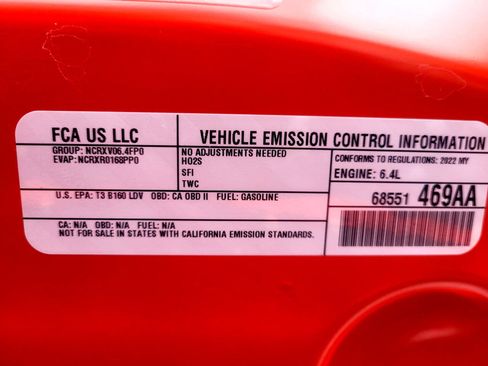 FCA US LLC
GROUP: NCRXV06.4FP0
EVAP: NCRXR0168PP0
VEHICLE EMISSION CONTROL INFORMATION
NO ADJUSTMENTS NEEDED
HO2S
SFI
TWC
CONFORMS TO REGULATIONS: 2022 MY
ENGINE: 6.4L
U.S. EPA: T3 B160 LDV OBD: CA OBD II FUEL: GASOLINE
68551 469AA
CA: N/A OBD: N/A FUEL: N/A
NOT FOR SALE IN STATES WITH CALIFORNIA EMISSION STANDARDS.